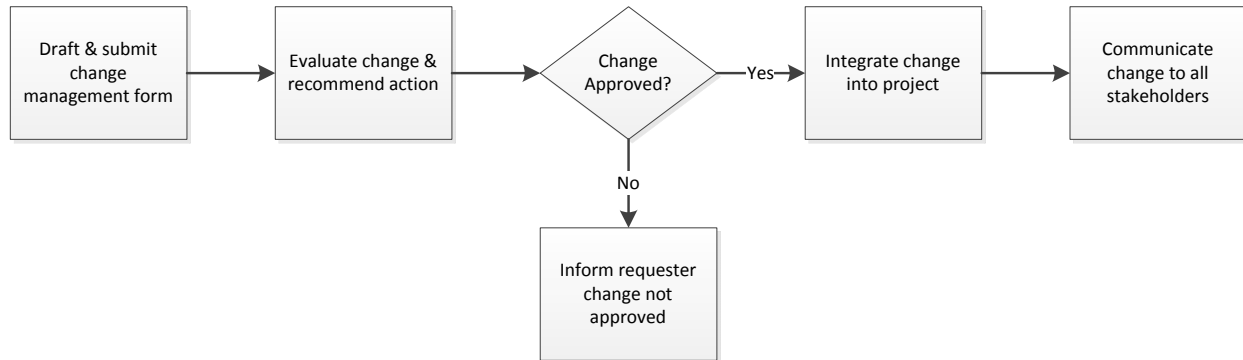 Draft & submit
change
management form
Evaluate change &
recommend action
Change
Approved?
Yes
Integrate change
into project
Communicate
change to all
stakeholders
No
Inform requester
change not
approved